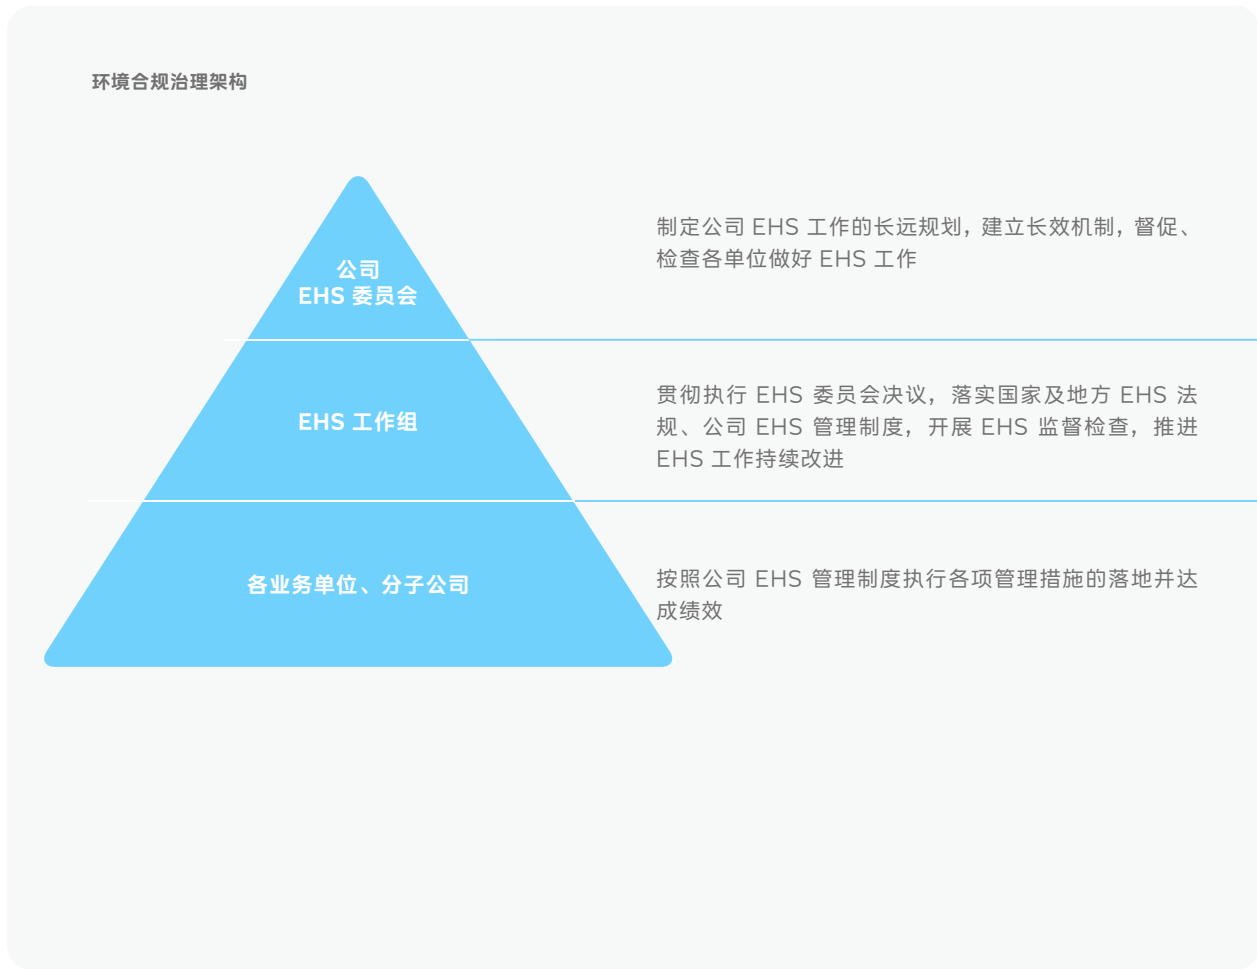 环境合规治理架构
公司
EHS 委员会
制定公司 EHS 工作的长远规划，建立长效机制，督促、
检查各单位做好 EHS 工作
EHS 工作组
贯彻执行 EHS 委员会决议，落实国家及地方 EHS 法
规、公司 EHS 管理制度，开展 EHS 监督检查，推进
EHS 工作持续改进
各业务单位、分子公司
按照公司 EHS 管理制度执行各项管理措施的落地并达
成绩效